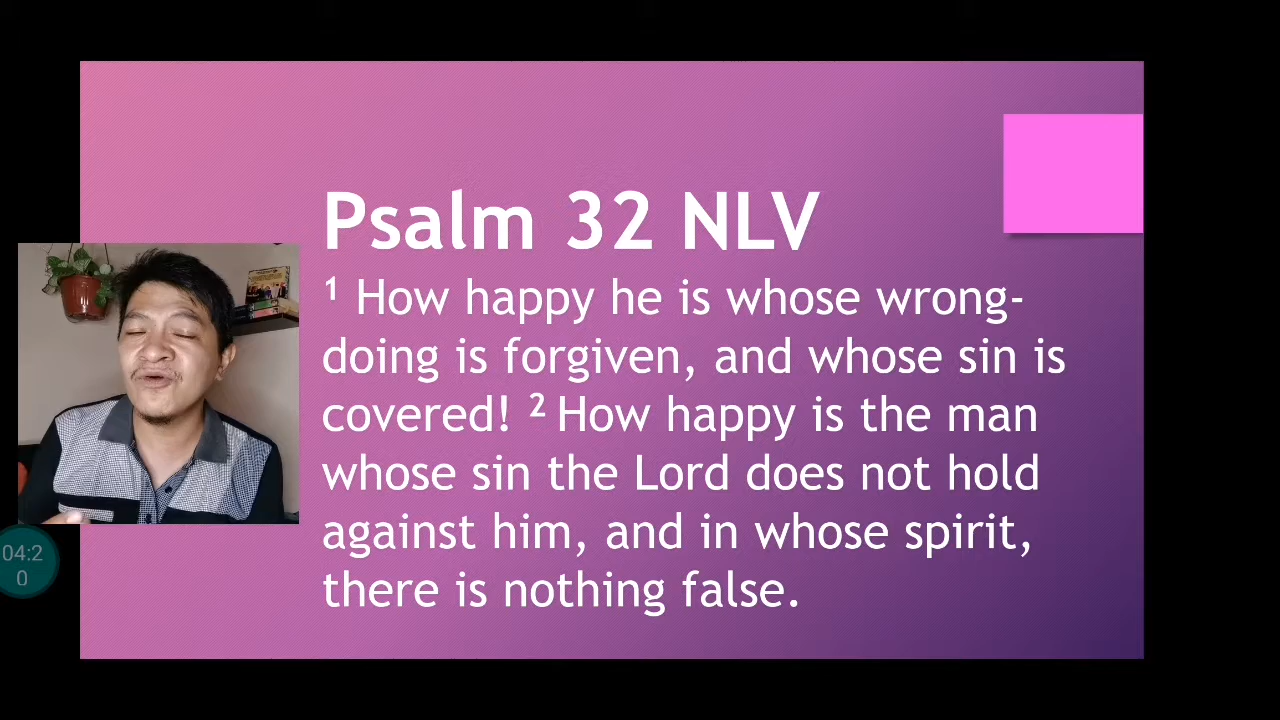 Psalm 32 NLV
¹ How happy he is whose wrong-
doing is forgiven, and whose sin is
covered! ² How happy is the man
whose sin the Lord does not hold
against him, and in whose spirit,
there is nothing false.
04:2
0